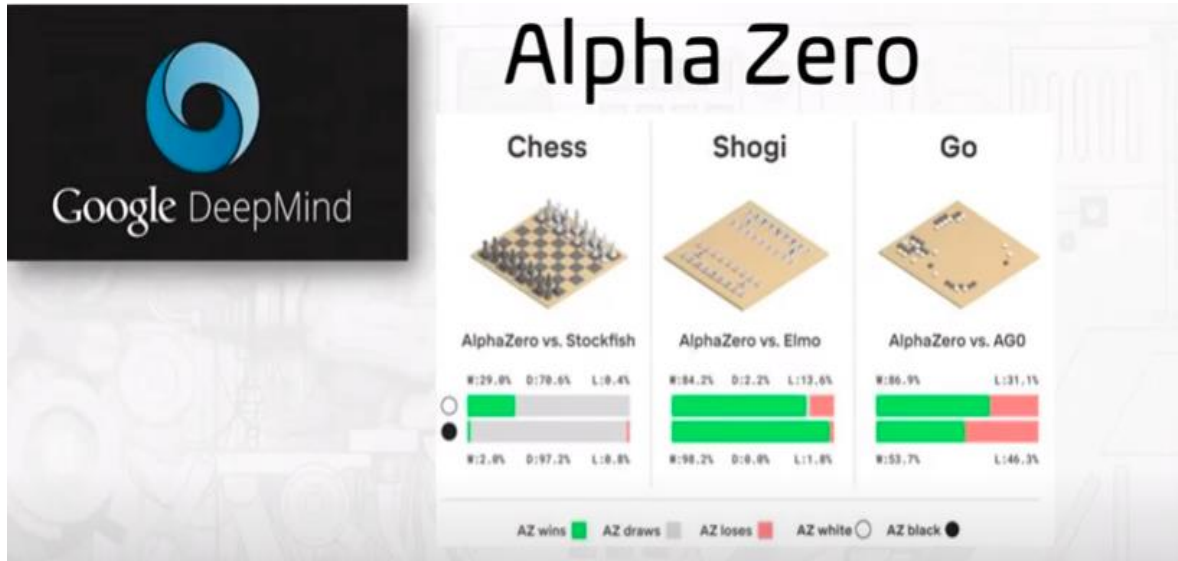 Alpha Zero
Google DeepMind
Chess
Shogi
Go
AlphaZero vs. Stockfish
AlphaZero vs. Elmo
AlphaZero vs. AG0
W:29.0% D:70.6% L:0.4%
W:84.2% D:2.2% L:13.6%
W:86.9% L:31.1%
W:2.0% D:97.2% L:0.8%
W:98.2% D:0.0% L:1.8%
W:53.7% L:46.3%
AZ wins AZ draws AZ loses AZ white AZ black